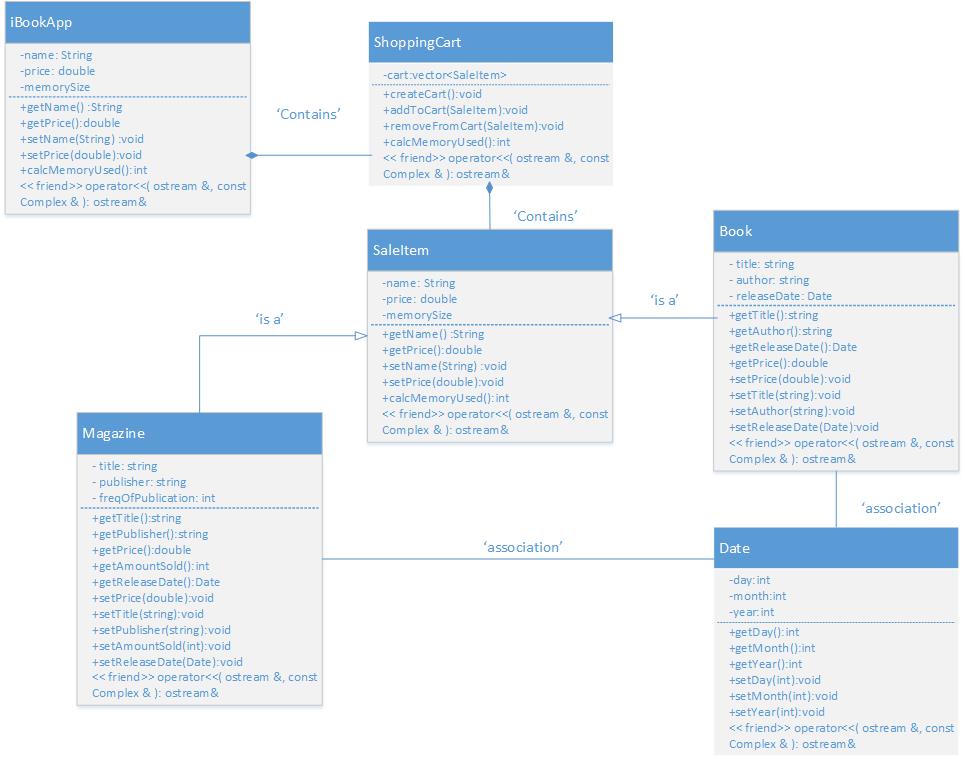 iBookApp
-name: String
-price: double
-memorySize
+getName() :String
+getPrice():double
+setName(String) :void
+setPrice(double):void
+calcMemoryUsed():int
<< friend>> operator<<( ostream &, const
Complex & ): ostream&
'Contains'
ShoppingCart
-cart:vector<SaleItem>
+createCart():void
+addToCart(SaleItem):void
+removeFromCart(SaleItem):void
+calcMemoryUsed():int
<< friend>> operator<<( ostream &, const
Complex & ): ostream&
'Contains'
SaleItem
-name: String
-price: double
-memorySize
+getName() :String
+getPrice():double
+setName(String) :void
+setPrice(double):void
+calcMemoryUsed():int
<< friend>> operator<<( ostream &, const
Complex & ): ostream&
'is a'
Book
- title: string
- author: string
- releaseDate: Date
+getTitle():string
+getAuthor():string
+getReleaseDate():Date
+getPrice():double
+setPrice(double):void
+setTitle(string):void
+setAuthor(string):void
+setReleaseDate(Date):void
<< friend>> operator<<( ostream &, const
Complex & ): ostream&
'is a'
Magazine
- title: string
- publisher: string
- freqOfPublication: int
+getTitle():string
+getPublisher():string
+getPrice():double
+getAmountSold():int
+getReleaseDate():Date
+setPrice(double):void
+setTitle(string):void
+setPublisher(string):void
+setAmountSold(int):void
+setReleaseDate(Date):void
<< friend>> operator<<( ostream &, const
Complex & ): ostream&
'association'
'association'
Date
-day:int
-month:int
-year:int
+getDay():int
+getMonth():int
+getYear():int
+setDay(int):void
+setMonth(int):void
+setYear(int):void
<< friend>> operator<<( ostream &, const
Complex & ): ostream&